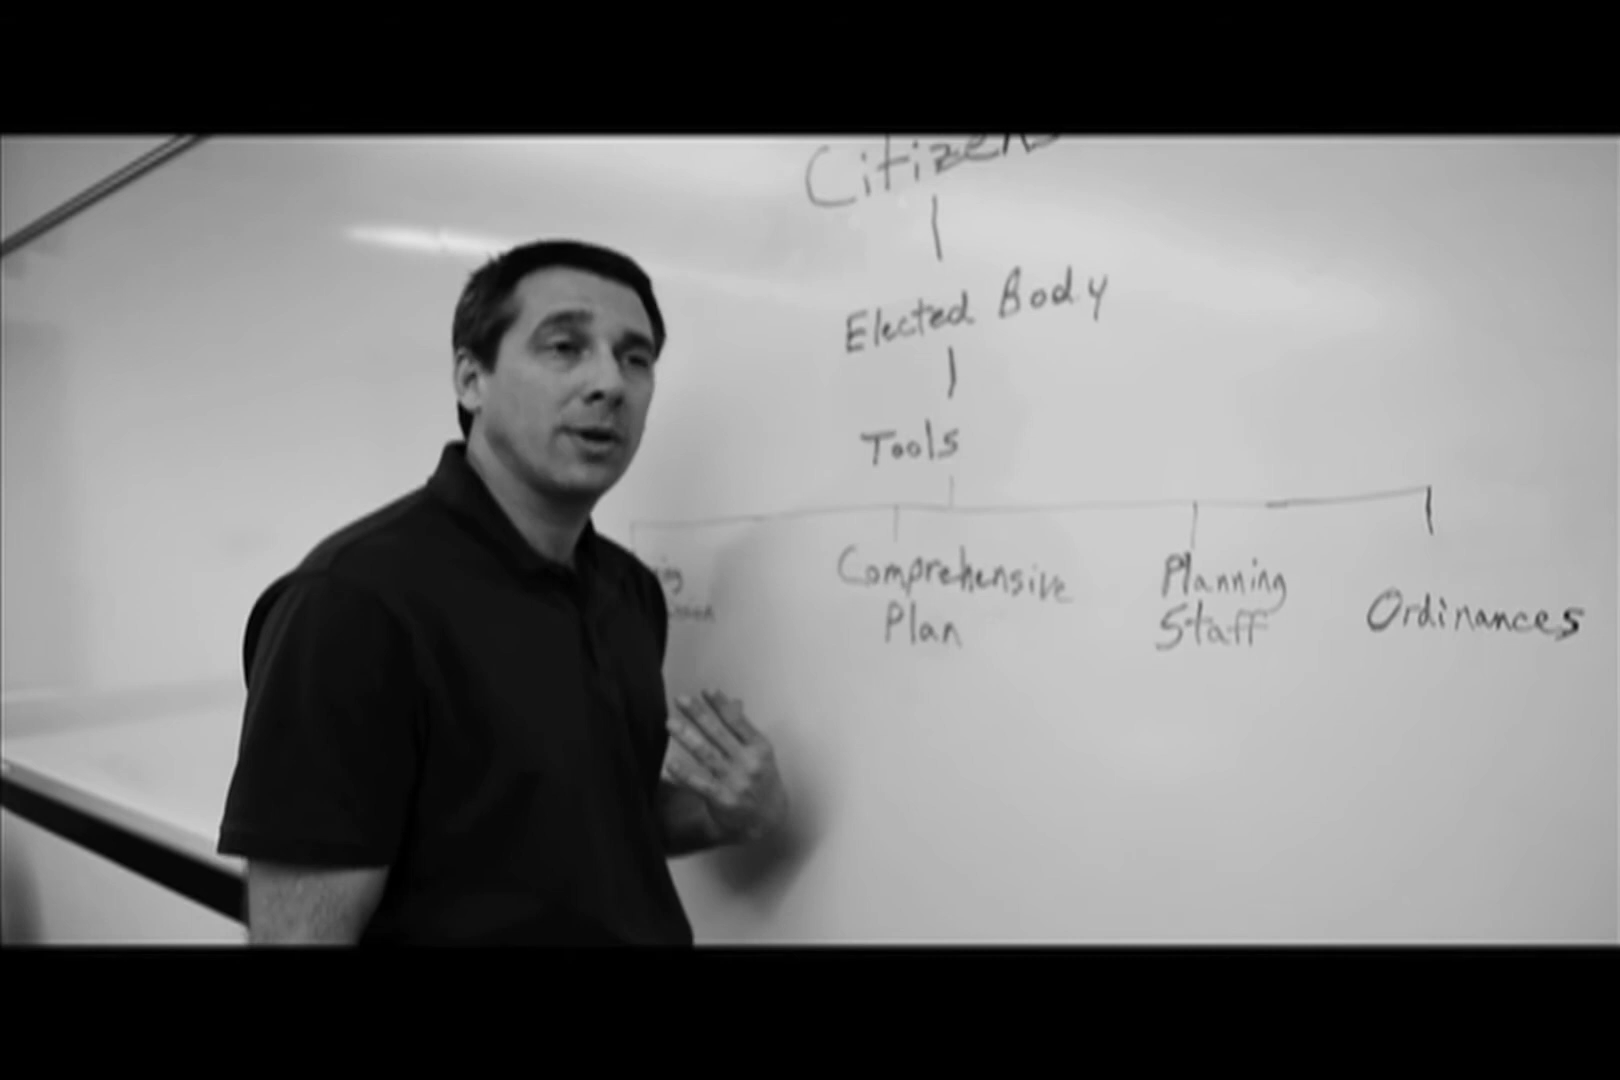 Citizens
Elected Body
Tools
Comprehensive
Plan
Planning
Staff
Ordinances